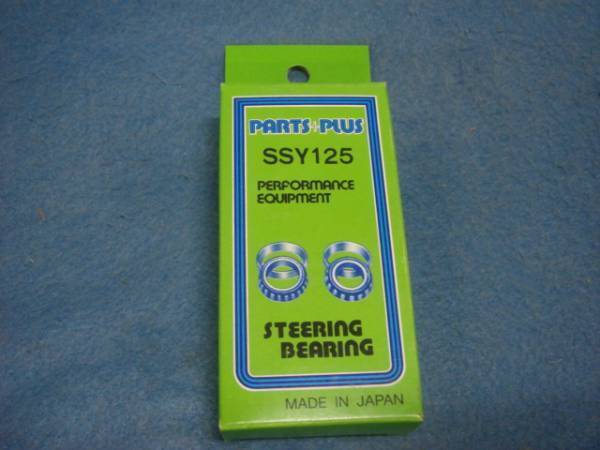 PARTS+PLUS
SSY125
PERFORMANCE
EQUIPMENT
STEERING
BEARING
MADE IN JAPAN